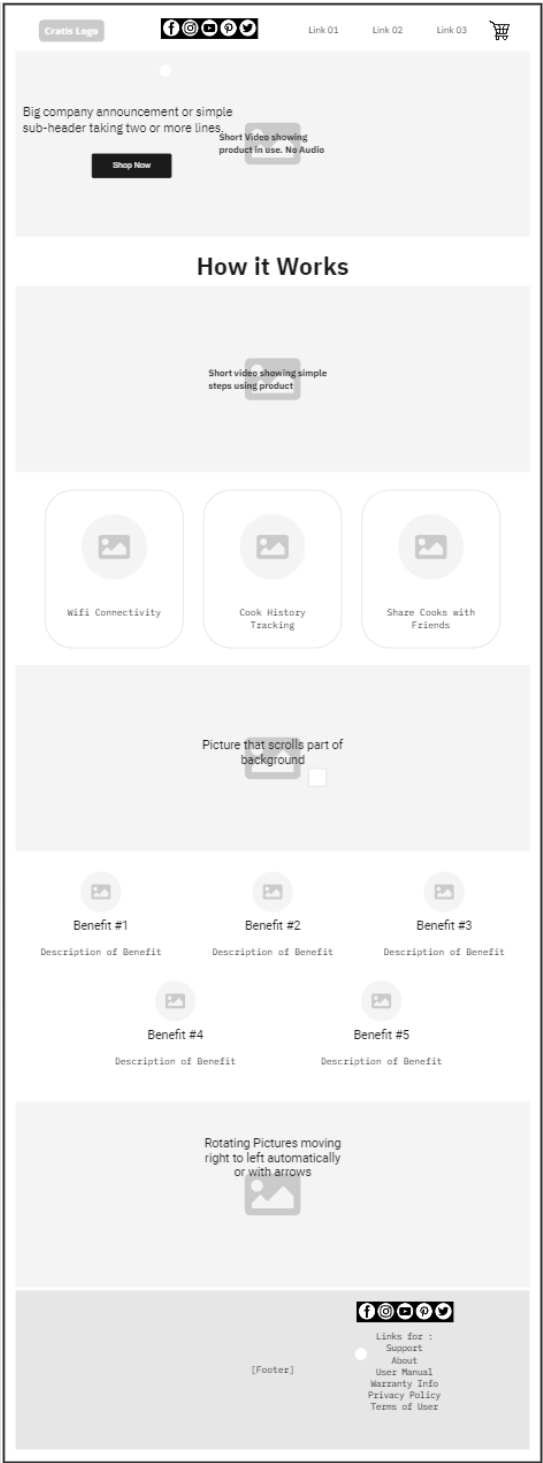 Cratis Logo
Link 01
Link 02
Link 03
Big company announcement or simple
sub-header taking two or more lines.
Shop Now
Short Video showing
product in use. No Audio
How it Works
Short video showing simple
steps using product
Wifi Connectivity
Cook History
Tracking
Share Cooks with
Friends
Picture that scrolls part of
background
Benefit #1
Description of Benefit
Benefit #2
Description of Benefit
Benefit #3
Description of Benefit
Benefit #4
Description of Benefit
Benefit #5
Description of Benefit
Rotating Pictures moving
right to left automatically
or with arrows
[Footer]
Links for :
Support
About
User Manual
Warranty Info
Privacy Policy
Terms of User